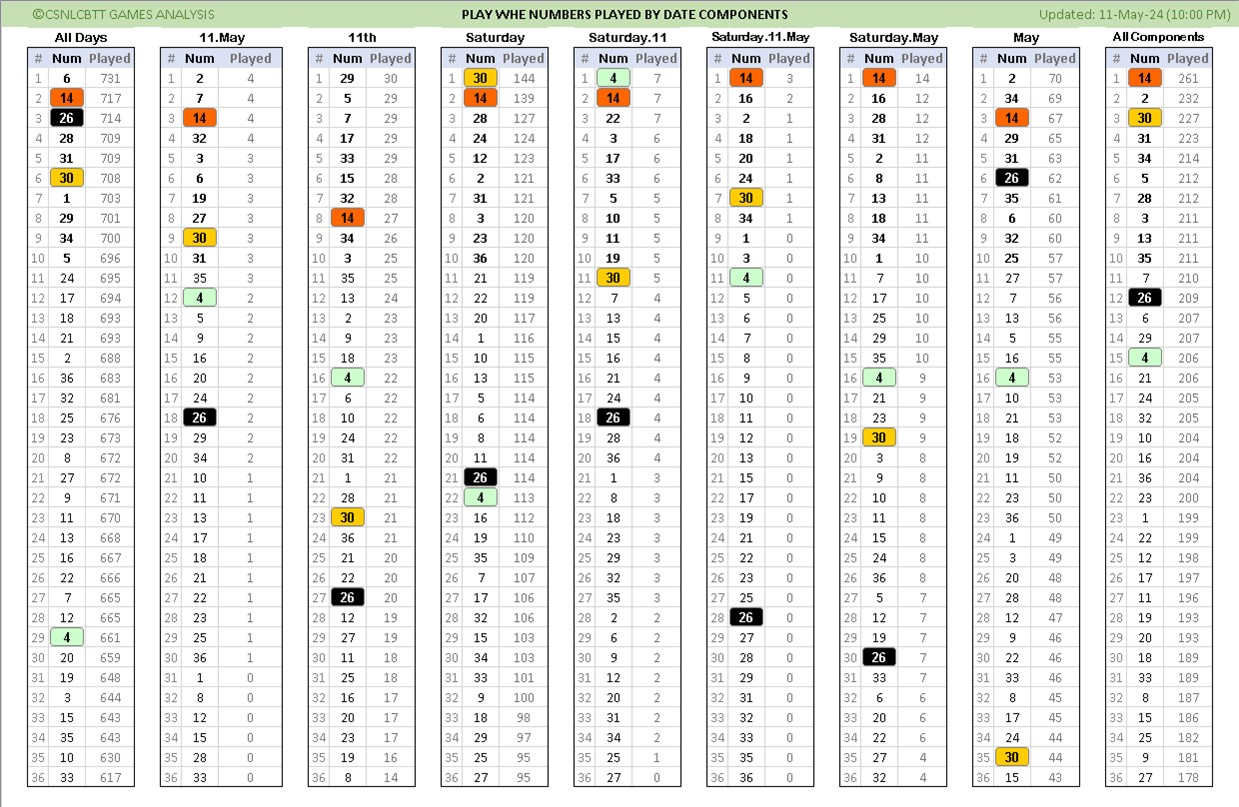 ©CSNLCBTT GAMES ANALYSIS PLAY WHE NUMBERS PLAYED BY DATE COMPONENTS Updated: 11-May-24 (10:00 PM)
All Days 11.May 11th Saturday Saturday.11 Saturday.11.May Saturday.May May All Components
# Num Played # Num Played # Num Played # Num Played # Num Played # Num Played # Num Played # Num Played # Num Played
1 6 731 1 2 4 1 29 30 1 30 144 1 4 7 1 14 3 1 14 14 1 2 70 1 14 261
2 14 717 2 7 4 2 5 29 2 14 139 2 14 7 2 16 2 2 16 12 2 34 69 2 2 232
3 26 714 3 14 4 3 7 29 3 28 127 3 22 7 3 2 1 3 28 12 3 14 67 3 30 227
4 28 709 4 32 4 4 17 29 4 24 124 4 3 6 4 18 1 4 31 12 4 29 65 4 31 223
5 31 709 5 3 3 5 33 29 5 12 123 5 17 6 5 20 1 5 2 11 5 31 63 5 34 214
6 30 708 6 6 3 6 15 28 6 2 121 6 33 6 6 24 1 6 8 11 6 26 62 6 5 212
7 1 703 7 19 3 7 32 28 7 31 121 7 5 5 7 30 1 7 13 11 7 35 61 7 28 212
8 29 701 8 27 3 8 14 27 8 3 120 8 10 5 8 34 1 8 18 11 8 6 60 8 3 211
9 34 700 9 30 3 9 34 26 9 23 120 9 11 5 9 1 0 9 34 11 9 32 60 9 13 211
10 5 696 10 31 3 10 3 25 10 36 120 10 19 5 10 3 0 10 1 10 10 25 57 10 35 211
11 24 695 11 35 3 11 35 25 11 21 119 11 30 5 11 4 0 11 7 10 11 27 57 11 7 210
12 17 694 12 4 2 12 13 24 12 22 119 12 7 4 12 5 0 12 17 10 12 7 56 12 26 209
13 18 693 13 5 2 13 2 23 13 20 117 13 13 4 13 6 0 13 25 10 13 13 56 13 6 207
14 21 693 14 9 2 14 9 23 14 1 116 14 15 4 14 7 0 14 29 10 14 5 55 14 29 207
15 2 688 15 16 2 15 18 23 15 10 115 15 16 4 15 8 0 15 35 10 15 16 55 15 4 206
16 36 683 16 20 2 16 4 22 16 13 115 16 21 4 16 9 0 16 4 9 16 4 53 16 21 206
17 32 681 17 24 2 17 6 22 17 5 114 17 24 4 17 10 0 17 21 9 17 10 53 17 24 205
18 25 676 18 26 2 18 10 22 18 6 114 18 26 4 18 11 0 18 23 9 18 21 53 18 32 205
19 23 673 19 29 2 19 24 22 19 8 114 19 28 4 19 12 0 19 30 9 19 18 52 19 10 204
20 8 672 20 34 2 20 31 22 20 11 114 20 36 4 20 13 0 20 3 8 20 19 52 20 16 204
21 27 672 21 10 1 21 1 21 21 26 114 21 1 3 21 15 0 21 9 8 21 11 50 21 36 204
22 9 671 22 11 1 22 28 21 22 4 113 22 8 3 22 17 0 22 10 8 22 23 50 22 23 200
23 11 670 23 13 1 23 30 21 23 16 112 23 18 3 23 19 0 23 11 8 23 36 50 23 1 199
24 13 668 24 17 1 24 36 21 24 19 110 24 23 3 24 21 0 24 15 8 24 1 49 24 22 199
25 16 667 25 18 1 25 21 20 25 35 109 25 29 3 25 22 0 25 24 8 25 3 49 25 12 198
26 22 666 26 21 1 26 22 20 26 7 107 26 32 3 26 23 0 26 36 8 26 20 48 26 17 197
27 7 665 27 22 1 27 26 20 27 17 106 27 35 3 27 25 0 27 5 7 27 28 48 27 11 196
28 12 665 28 23 1 28 12 19 28 32 106 28 2 2 28 26 0 28 12 7 28 12 47 28 19 193
29 4 661 29 25 1 29 27 19 29 15 103 29 6 2 29 27 0 29 19 7 29 9 46 29 20 193
30 20 659 30 36 1 30 11 18 30 34 103 30 9 2 30 28 0 30 26 7 30 22 46 30 18 189
31 19 648 31 1 0 31 25 18 31 33 101 31 12 2 31 29 0 31 33 7 31 33 46 31 33 189
32 3 644 32 8 0 32 16 17 32 9 100 32 20 2 32 31 0 32 6 6 32 8 45 32 8 187
33 15 643 33 12 0 33 20 17 33 18 98 33 31 2 33 32 0 33 20 6 33 17 45 33 15 186
34 35 643 34 15 0 34 23 17 34 29 97 34 34 2 34 33 0 34 22 6 34 24 44 34 25 182
35 10 630 35 28 0 35 19 16 35 25 95 35 25 1 35 35 0 35 27 4 35 30 44 35 9 181
36 33 617 36 33 0 36 8 14 36 27 95 36 27 0 36 36 0 36 32 4 36 15 43 36 27 178